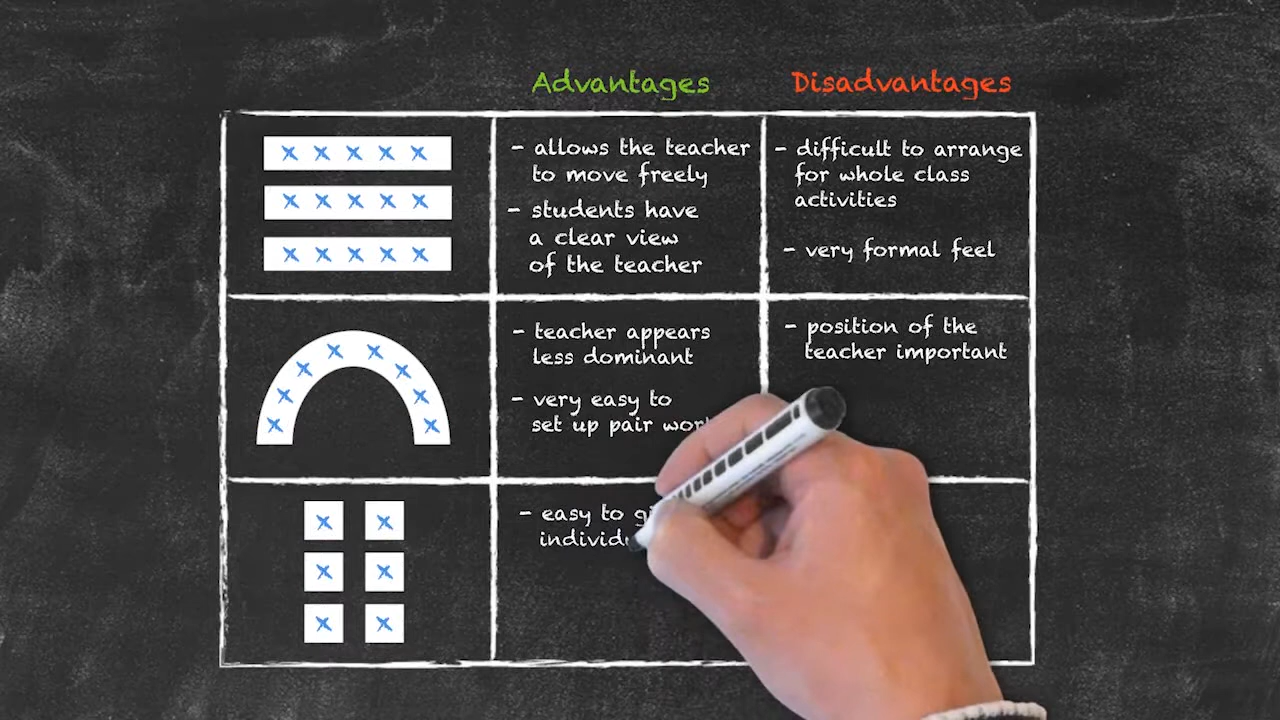 Advantages
Disadvantages
- allows the teacher
to move freely
- students have
a clear view
of the teacher
- difficult to arrange
for whole class
activities
- very formal feel
- teacher appears
less dominant
- very easy to
set up pair
- position of the
teacher important
- easy to